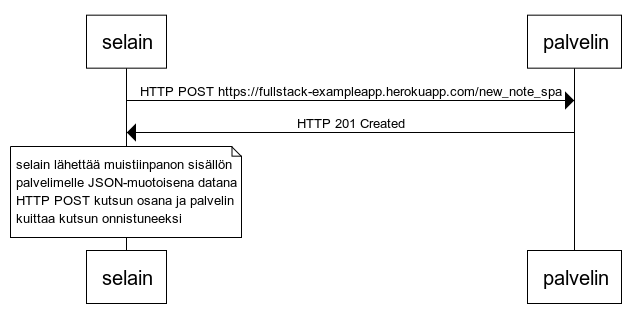 selain
palvelin
HTTP POST https://fullstack-exampleapp.herokuapp.com/new_note_spa
HTTP 201 Created
selain lähettää muistiinpanon sisällön
palvelimelle JSON-muotoisena datana
HTTP POST kutsun osana ja palvelin
kuittaa kutsun onnistuneeksi
selain
palvelin